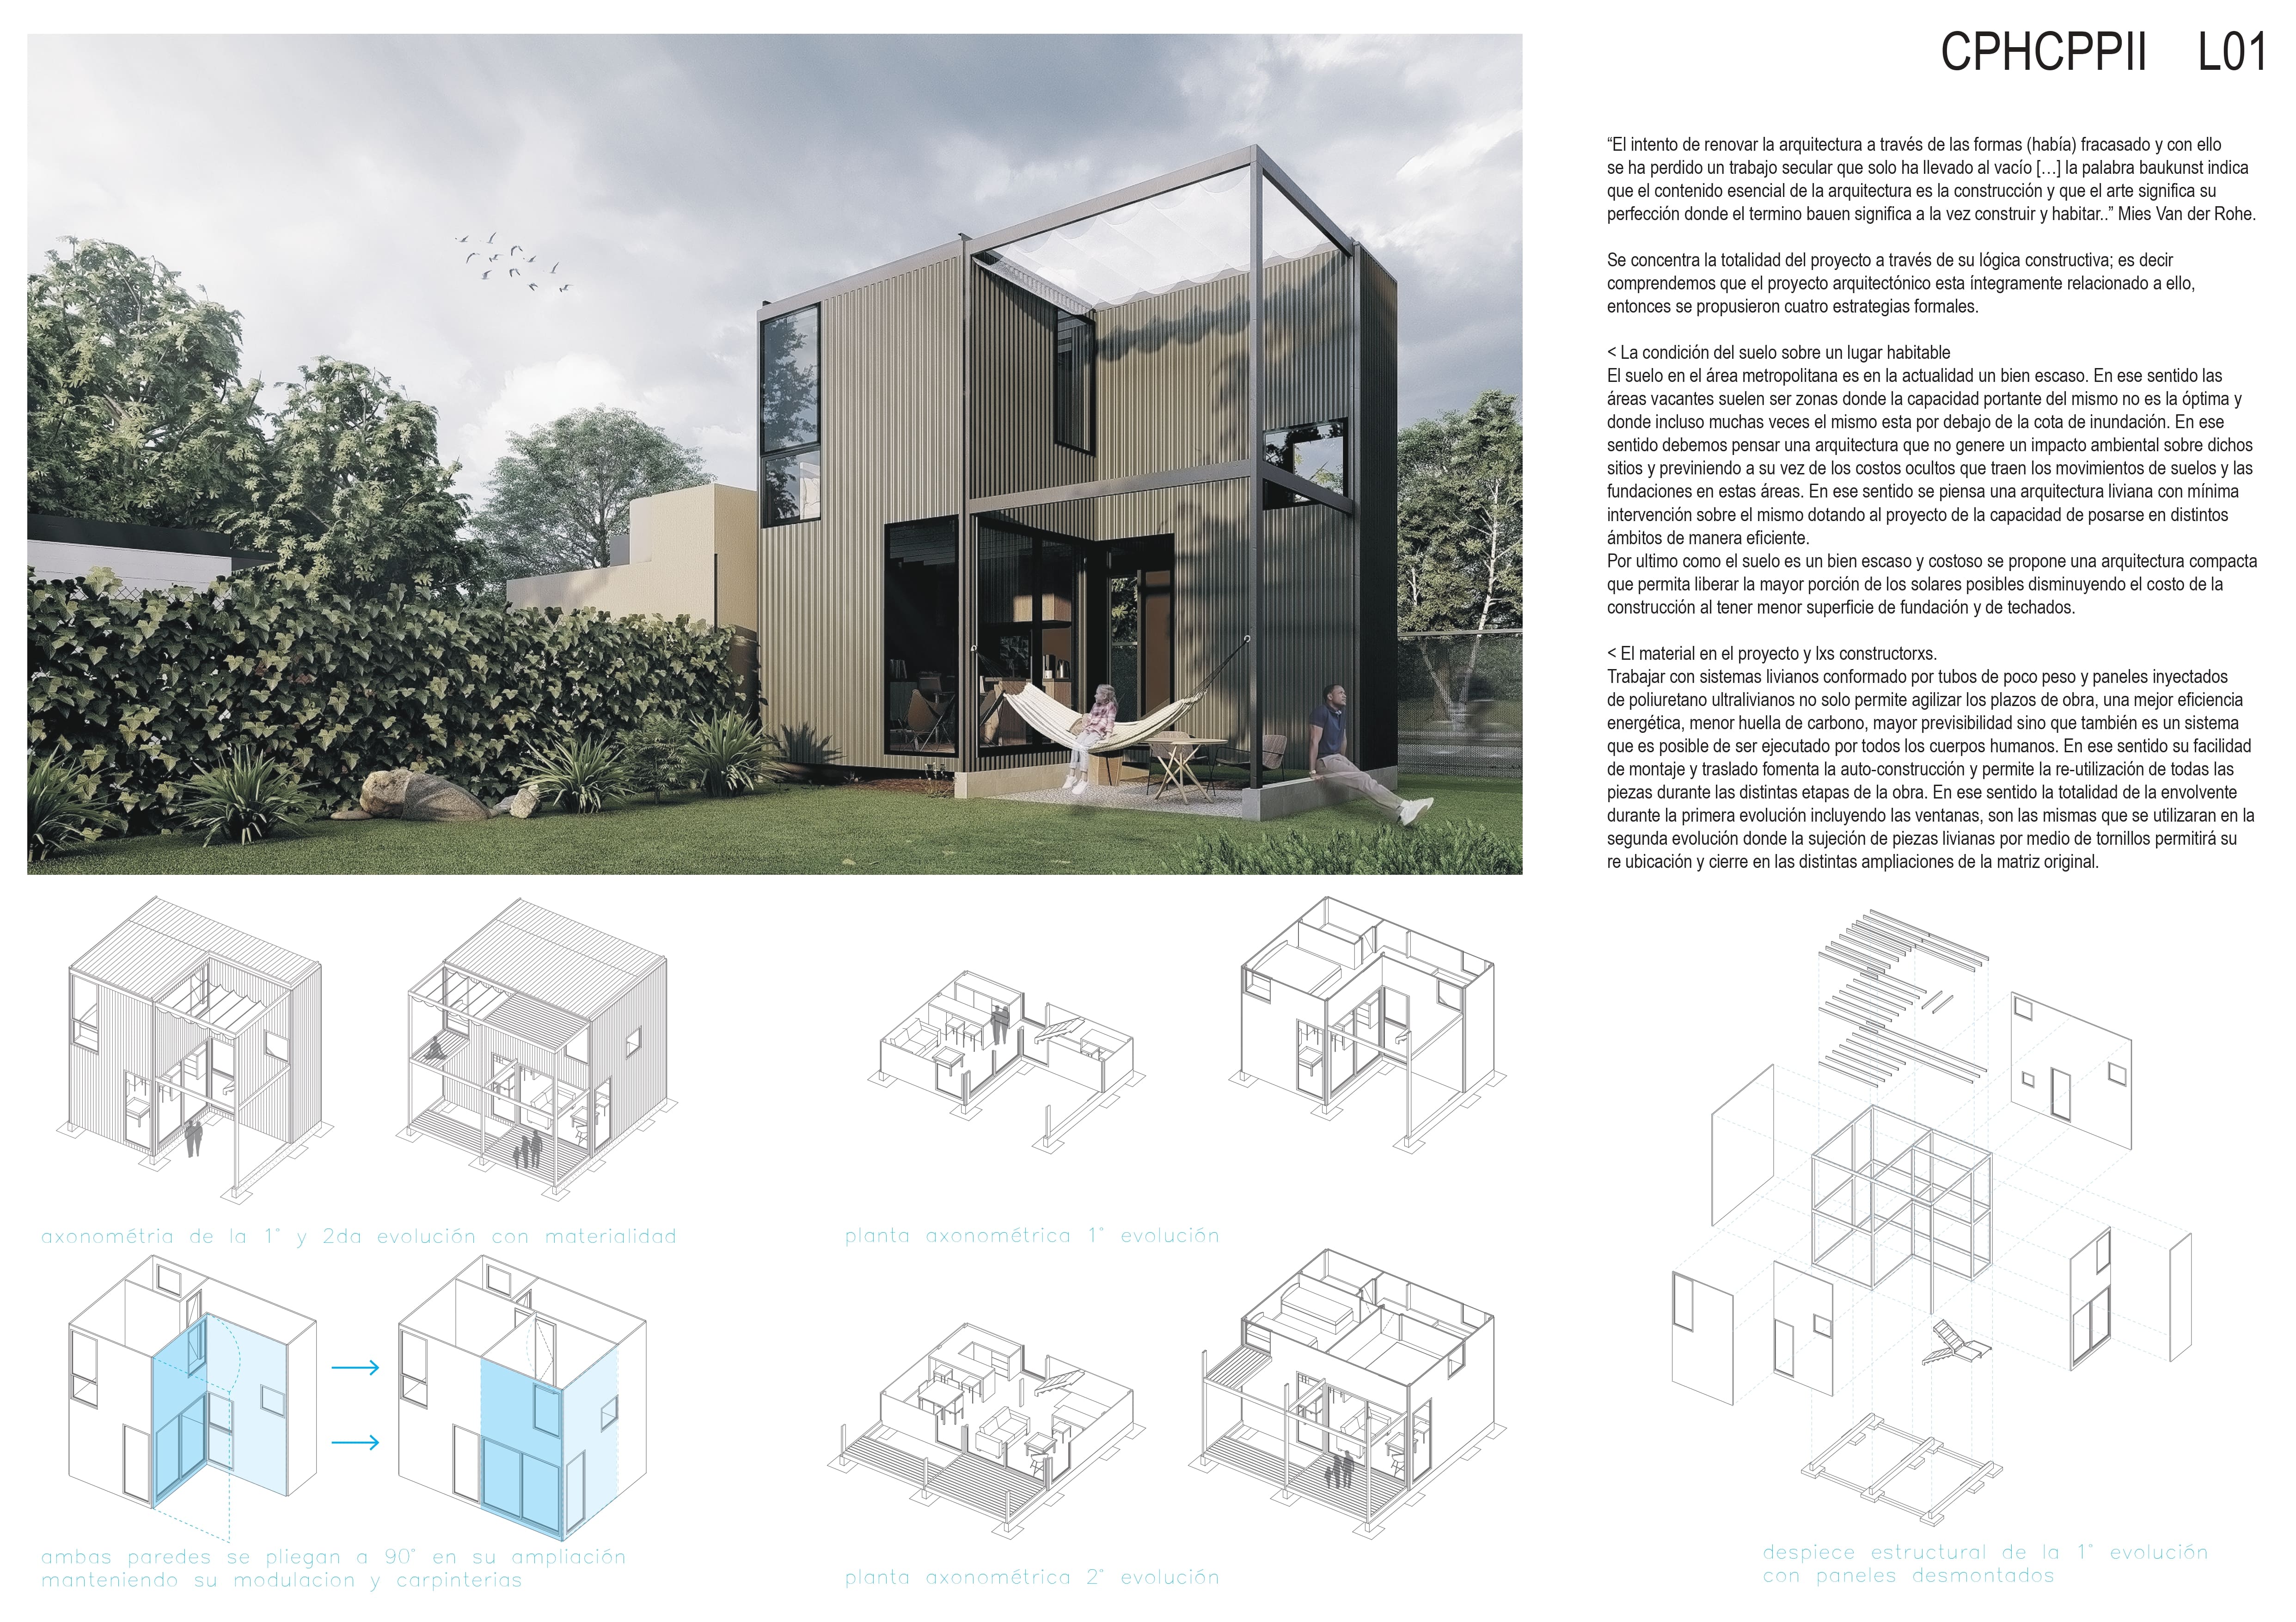 CPHCPPII L01
“El intento de renovar la arquitectura a través de las formas (había) fracasado y con ello
se ha perdido un trabajo secular que solo ha llevado al vacío [...] la palabra baukunst indica
que el contenido esencial de la arquitectura es la construcción y que el arte significa su
perfección donde el termino bauen significa a la vez construir y habitar..” Mies Van der Rohe.
Se concentra la totalidad del proyecto a través de su lógica constructiva; es decir
comprendemos que el proyecto arquitectónico esta íntegramente relacionado a ello,
entonces se propusieron cuatro estrategias formales.
< La condición del suelo sobre un lugar habitable
El suelo en el área metropolitana es en la actualidad un bien escaso. En ese sentido las
áreas vacantes suelen ser zonas donde la capacidad portante del mismo no es la óptima y
donde incluso muchas veces el mismo esta por debajo de la cota de inundación. En ese
sentido debemos pensar una arquitectura que no genere un impacto ambiental sobre dichos
sitios y previniendo a su vez de los costos ocultos que traen los movimientos de suelos y las
fundaciones en estas áreas. En ese sentido se piensa una arquitectura liviana con mínima
intervención sobre el mismo dotando al proyecto de la capacidad de posarse en distintos
ámbitos de manera eficiente.
Por ultimo como el suelo es un bien escaso y costoso se propone una arquitectura compacta
que permita liberar la mayor porción de los solares posibles disminuyendo el costo de la
construcción al tener menor superficie de fundación y de techados.
< El material en el proyecto y lxs constructorxs.
Trabajar con sistemas livianos conformado por tubos de poco peso y paneles inyectados
de poliuretano ultralivianos no solo permite agilizar los plazos de obra, una mejor eficiencia
energética, menor huella de carbono, mayor previsibilidad sino que también es un sistema
que es posible de ser ejecutado por todos los cuerpos humanos. En ese sentido su facilidad
de montaje y traslado fomenta la auto-construcción y permite la re-utilización de todas las
piezas durante las distintas etapas de la obra. En ese sentido la totalidad de la envolvente
durante la primera evolución incluyendo las ventanas, son las mismas que se utilizaran en la
segunda evolución donde la sujeción de piezas livianas por medio de tornillos permitirá su
re ubicación y cierre en las distintas ampliaciones de la matriz original.
axonométria de la 1° y 2da evolución con materialidad
planta axonométrica 1° evolución
ambas paredes se pliegan a 90° en su ampliación
manteniendo su modulacion y carpinterias
planta axonométrica 2° evolución
despiece estructural de la 1° evolución
con paneles desmontados